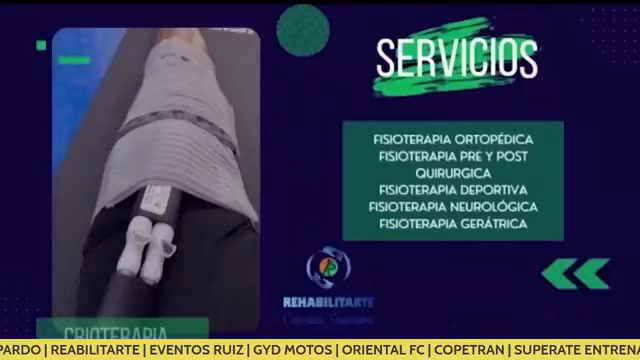 SERVICIOS
FISIOTERAPIA ORTOPÉDICA
FISIOTERAPIA PRE Y POST
QUIRURGICA
FISIOTERAPIA DEPORTIVA
FISIOTERAPIA NEUROLÓGICA
FISIOTERAPIA GERÁTRICA
REHABILITARTE
CRIOTERAPIA
PARDO | REABILITARTE | EVENTOS RUIZ | GYD MOTOS | ORIENTAL FC | COPETRAN | SUPERATE ENTRENA